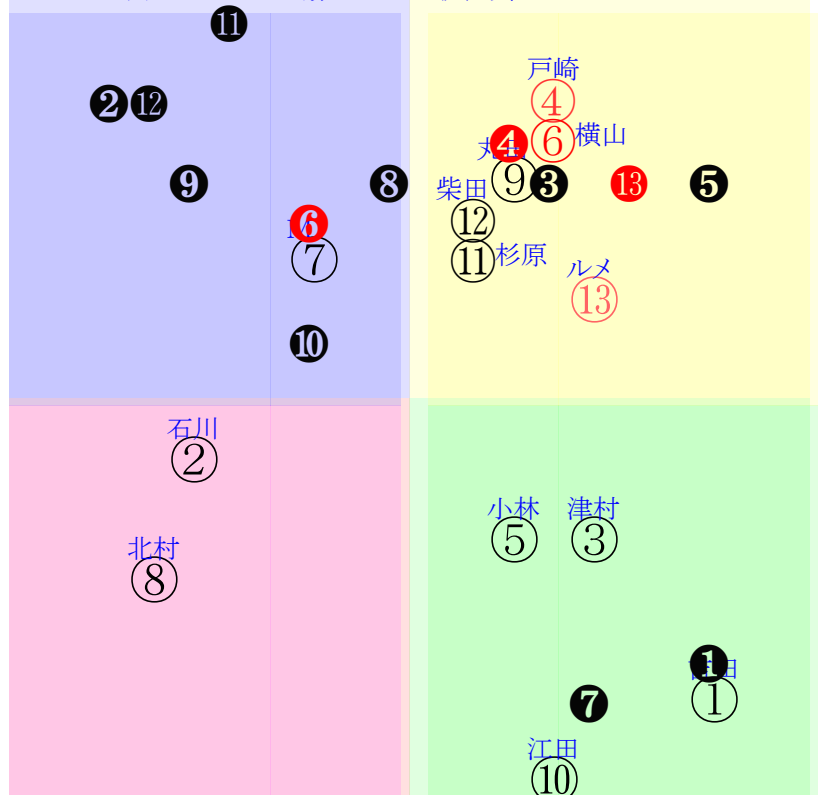 ⓫
戸崎
❷ ⓬ ④
❹ ⑥ 横山
❾ ❽ ⑨ ❸ ⓭ ❺
柴田
❻ ⑫
⑦ ⑪ 杉原
ルメ
⑬
❿
石川
②
小林 津村
⑤ ③
北村
⑧
❶
①
❼
江田
⑩